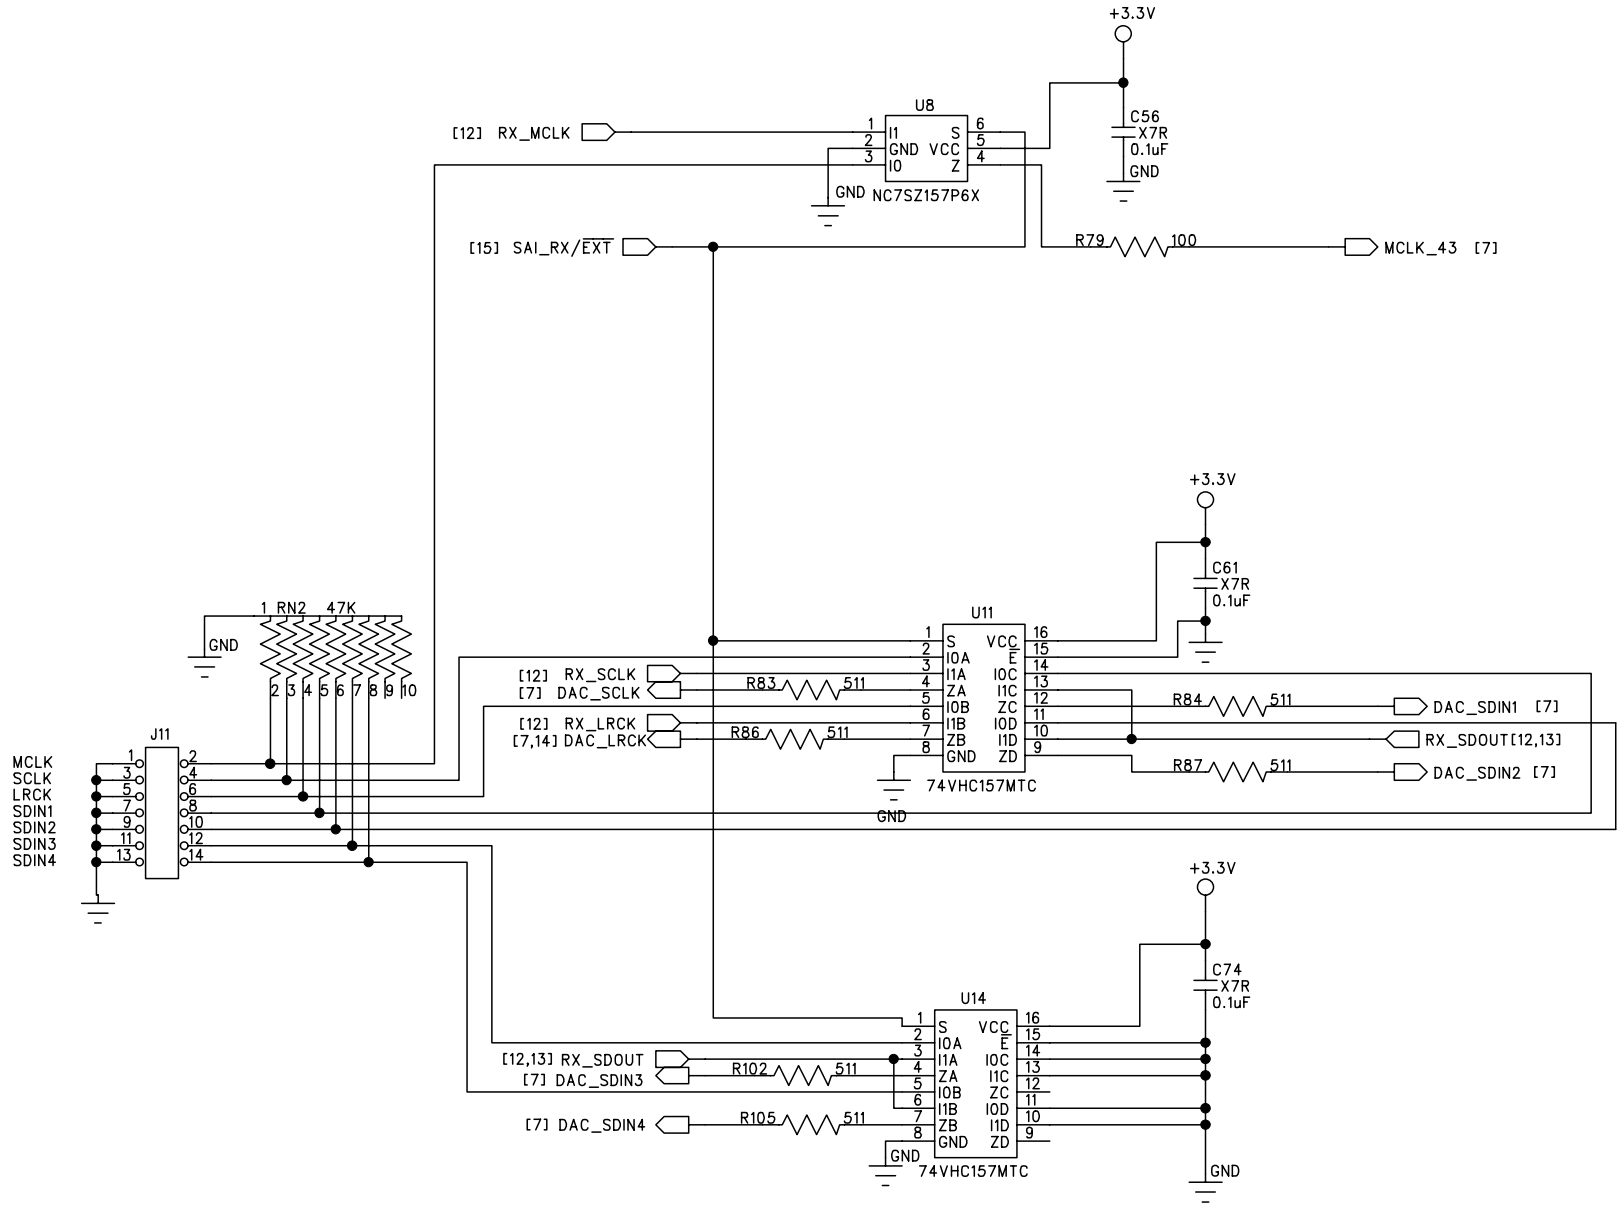 +3.3V
U8
C56
X7R
0.1uF
GND
[12] RX_MCLK
1 I1 S 6
2 GND VCC 5
3 I0 Z 4
GND
NC7SZ157P6X
[15] SAI_RX/EXT
R79 100
MCLK_43 [7]
+3.3V
C61
X7R
0.1uF
U11
1 S VCC 16
2 I0A E 15
3 I1A I0C 14
4 ZA I1C 13
5 I0B ZC 12
6 I1B I0D 11
7 ZB I1D 10
8 GND ZD 9
74VHC157MTC
GND
[12] RX_SCLK
[7] DAC_SCLK
R83 511
[12] RX_LRCK
[7,14] DAC_LRCK
R86 511
R84 511
DAC_SDIN1 [7]
RX_SDOUT[12,13]
R87 511
DAC_SDIN2 [7]
1 RN2 47K
GND
2 3 4 5 6 7 8 9 10
J11
MCLK 1 2
SCLK 3 4
LRCK 5 6
SDIN1 7 8
SDIN2 9 10
SDIN3 11 12
SDIN4 13 14
+3.3V
C74
X7R
0.1uF
U14
1 S VCC 16
2 I0A E 15
3 I1A I0C 14
4 ZA I1C 13
5 I0B ZC 12
6 I1B I0D 11
7 ZB I1D 10
8 GND ZD 9
[12,13] RX_SDOUT
[7] DAC_SDIN3
R102 511
[7] DAC_SDIN4
R105 511
GND
74VHC157MTC
GND